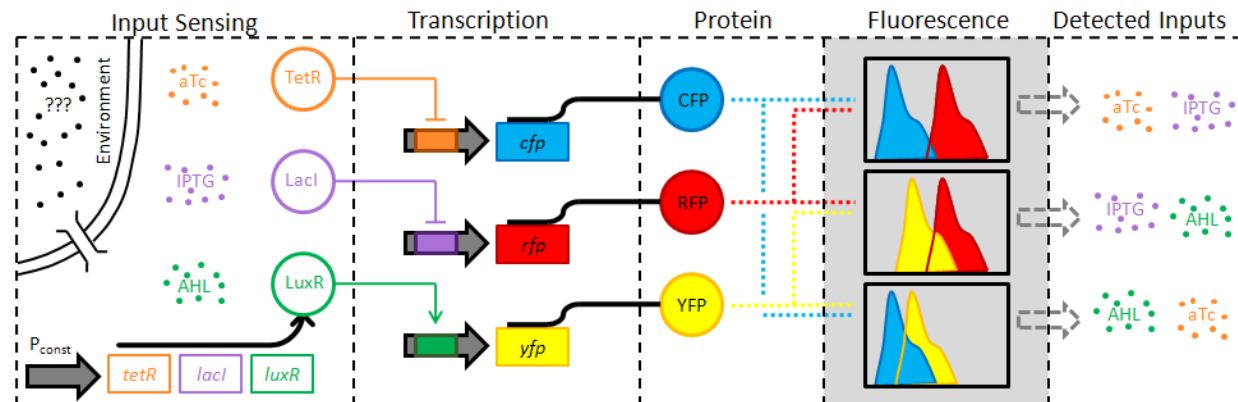 Input Sensing
Transcription
Protein
Fluorescence
Detected Inputs
???
Environment
aTc
TetR
CFP
cfp
aTc
IPTG
IPTG
LacI
RFP
rfp
IPTG
AHL
AHL
LuxR
YFP
yfp
AHL
aTc
Pconst
tetR
lacI
luxR